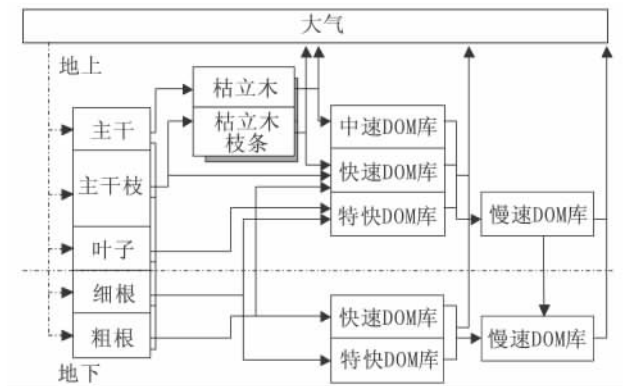 大气
地上
枯立木
枯立木
枝条
主干
主干枝
叶子
细根
粗根
中速DOM库
快速DOM库
特快DOM库
慢速DOM库
快速DOM库
特快DOM库
慢速DOM库
地下